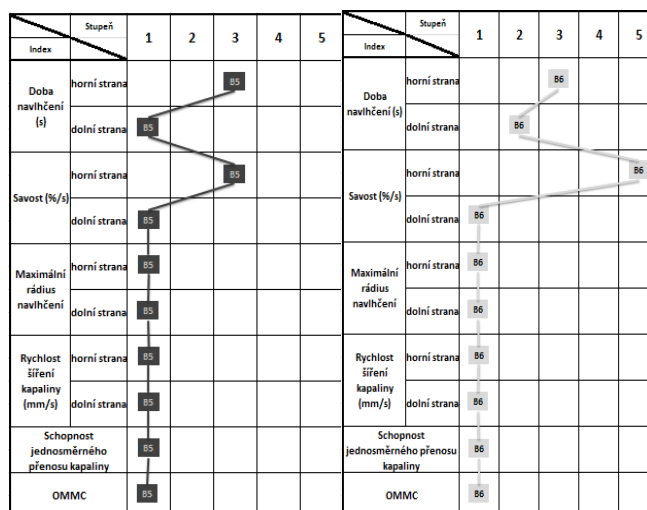 Stupeň
Index
1 2 3 4 5
Doba
navlhčení
(s)
horní strana
B5
dolní strana
B5
Savost (%/s)
horní strana
B5
dolní strana
B5
Maximální
rádius
navlhčení
horní strana
B5
dolní strana
B5
Rychlost
šíření
kapaliny
(mm/s)
horní strana
B5
dolní strana
B5
Schopnost
jednosměrného
přenosu kapaliny
B5
OMMC
B5
Stupeň
Index
1 2 3 4 5
Doba
navlhčení (s)
horní strana
B6
dolní strana
B6
Savost (%/s)
horní strana
B6
dolní strana
B6
Maximální
rádius
navlhčení
horní strana
B6
dolní strana
B6
Rychlost
šíření
kapaliny
(mm/s)
horní strana
B6
dolní strana
B6
Schopnost
jednosměrného přenosu
kapaliny
B6
OMMC
B6